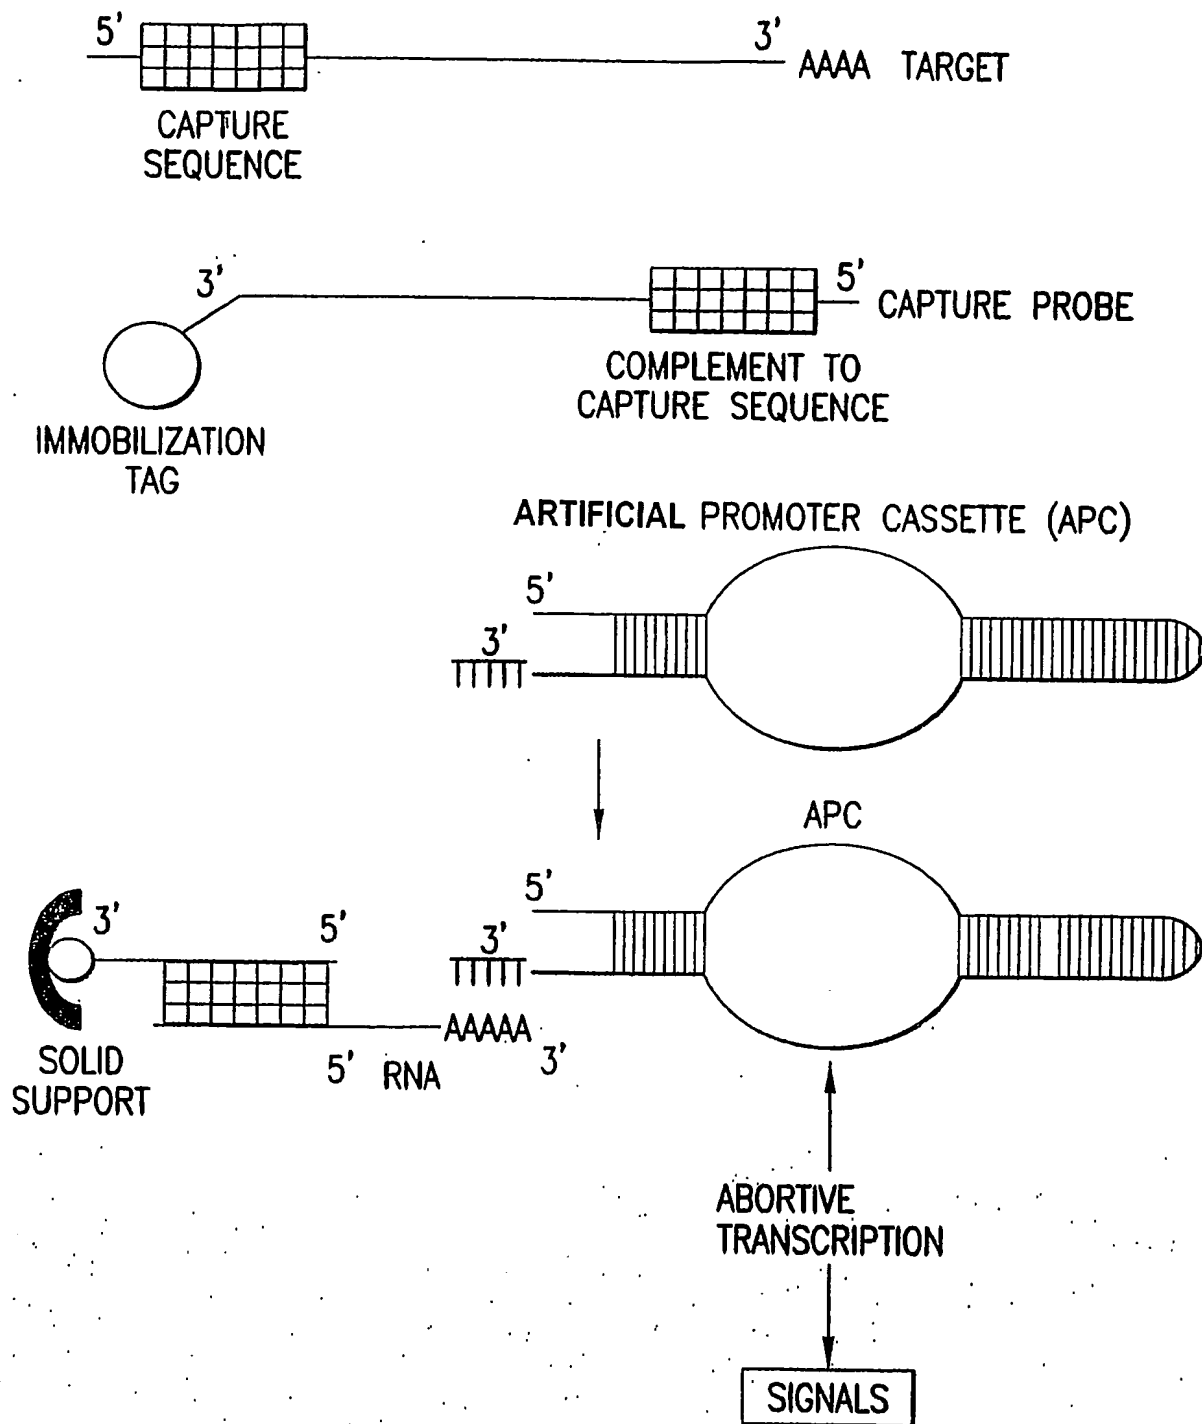 5' 3'
AAAA TARGET
CAPTURE
SEQUENCE
3' 5'
CAPTURE PROBE
COMPLEMENT TO
CAPTURE SEQUENCE
IMMOBILIZATION
TAG
ARTIFICIAL PROMOTER CASSETTE (APC)
5'
3'
TTTTT
APC
5'
3' 5'
3'
TTTTT
AAAAA
3'
5' RNA
SOLID
SUPPORT
ABORTIVE
TRANSCRIPTION
SIGNALS